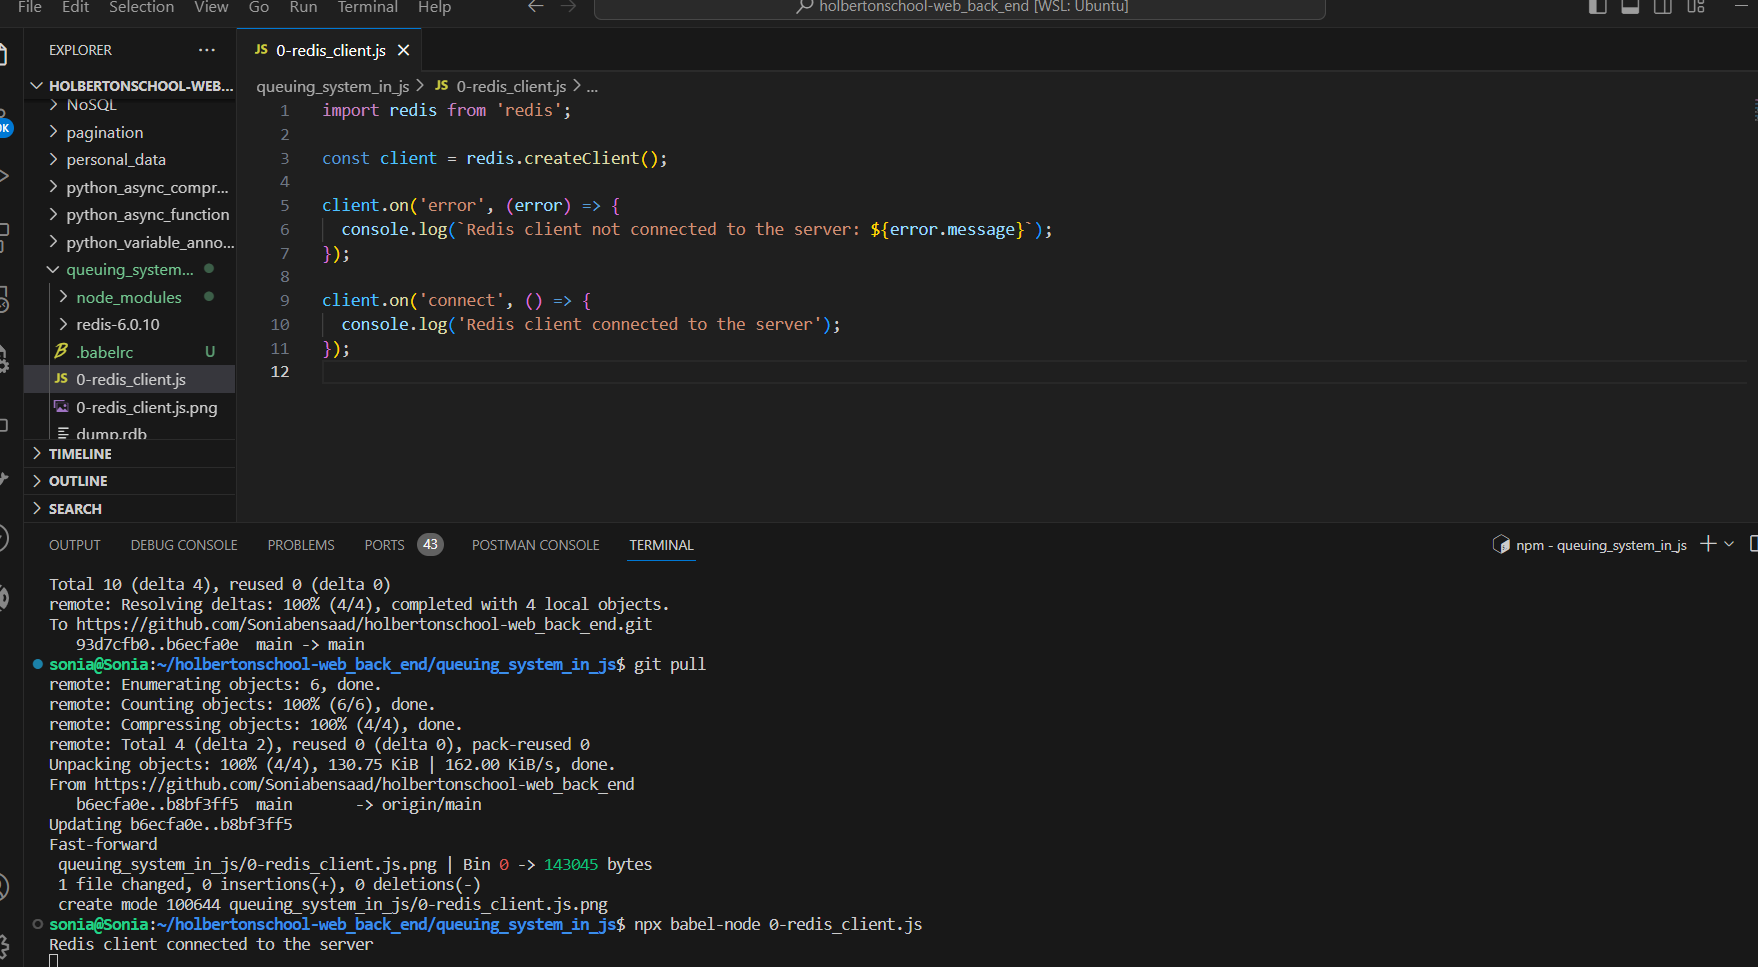 File Edit Selection View Go Run Terminal Help
holbertonschool-web_back_end [WSL: Ubuntu]
EXPLORER
HOLBERTONSCHOOL-WEB...
NoSQL
pagination
personal_data
python_async_compr...
python_async_function
python_variable_anno...
queuing_system...
node_modules
redis-6.0.10
.babelrc U
JS 0-redis_client.js
0-redis_client.js.png
dump.rdb
TIMELINE
OUTLINE
SEARCH
JS 0-redis_client.js
queuing_system_in_js > JS 0-redis_client.js > ...
1 import redis from 'redis';
2
3 const client = redis.createClient();
4
5 client.on('error', (error) => {
6 console.log(`Redis client not connected to the server: ${error.message}`);
7 });
8
9 client.on('connect', () => {
10 console.log('Redis client connected to the server');
11 });
12
OUTPUT DEBUG CONSOLE PROBLEMS PORTS 43 POSTMAN CONSOLE TERMINAL
npm - queuing_system_in_js
Total 10 (delta 4), reused 0 (delta 0)
remote: Resolving deltas: 100% (4/4), completed with 4 local objects.
To https://github.com/Soniabensaad/holbertonschool-web_back_end.git
93d7cfb0..b6ecfa0e main -> main
sonia@Sonia:~/holbertonschool-web_back_end/queuing_system_in_js$ git pull
remote: Enumerating objects: 6, done.
remote: Counting objects: 100% (6/6), done.
remote: Compressing objects: 100% (4/4), done.
remote: Total 4 (delta 2), reused 0 (delta 0), pack-reused 0
Unpacking objects: 100% (4/4), 130.75 KiB | 162.00 KiB/s, done.
From https://github.com/Soniabensaad/holbertonschool-web_back_end
b6ecfa0e..b8bf3ff5 main -> origin/main
Updating b6ecfa0e..b8bf3ff5
Fast-forward
queuing_system_in_js/0-redis_client.js.png | Bin 0 -> 143045 bytes
1 file changed, 0 insertions(+), 0 deletions(-)
create mode 100644 queuing_system_in_js/0-redis_client.js.png
sonia@Sonia:~/holbertonschool-web_back_end/queuing_system_in_js$ npx babel-node 0-redis_client.js
Redis client connected to the server